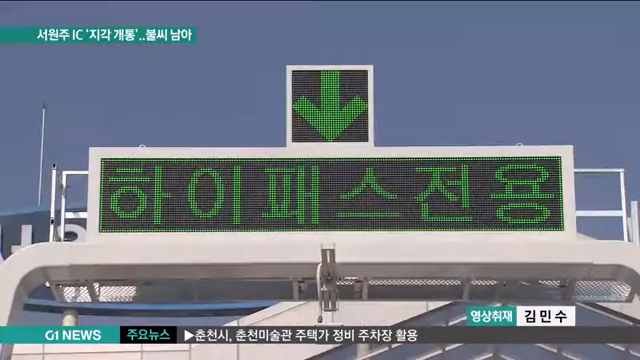 서원주 IC '지각 개통'..불씨 남아
하이패스전용
영상취재 김민수
G1 NEWS 주요뉴스 ▶춘천시, 춘천미술관 주택가 정비 주차장 활용